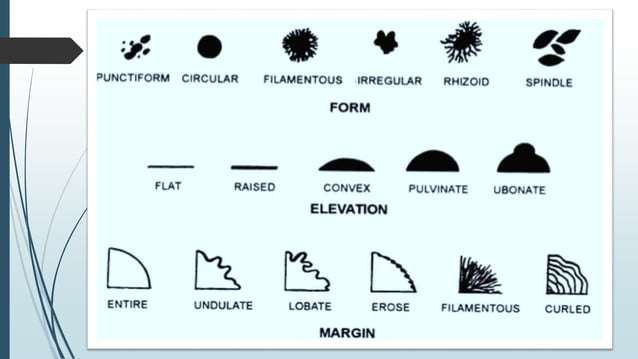 PUNCTIFORM CIRCULAR FILAMENTOUS IRREGULAR RHIZOID SPINDLE
FORM
FLAT RAISED CONVEX PULVINATE UBONATE
ELEVATION
ENTIRE UNDULATE LOBATE EROSE FILAMENTOUS CURLED
MARGIN